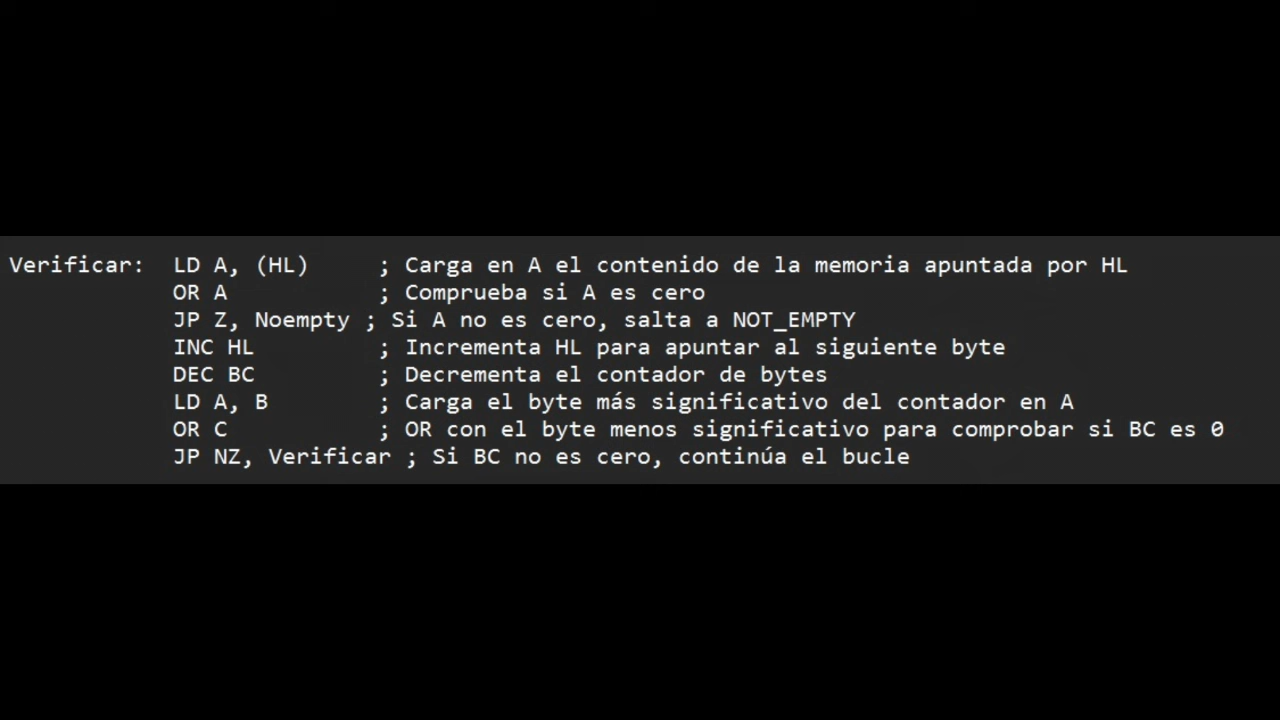 Verificar: LD A, (HL) ; Carga en A el contenido de la memoria apuntada por HL
OR A ; Comprueba si A es cero
JP Z, Noempty ; Si A no es cero, salta a NOT_EMPTY
INC HL ; Incrementa HL para apuntar al siguiente byte
DEC BC ; Decrementa el contador de bytes
LD A, B ; Carga el byte más significativo del contador en A
OR C ; OR con el byte menos significativo para comprobar si BC es 0
JP NZ, Verificar ; Si BC no es cero, continúa el bucle